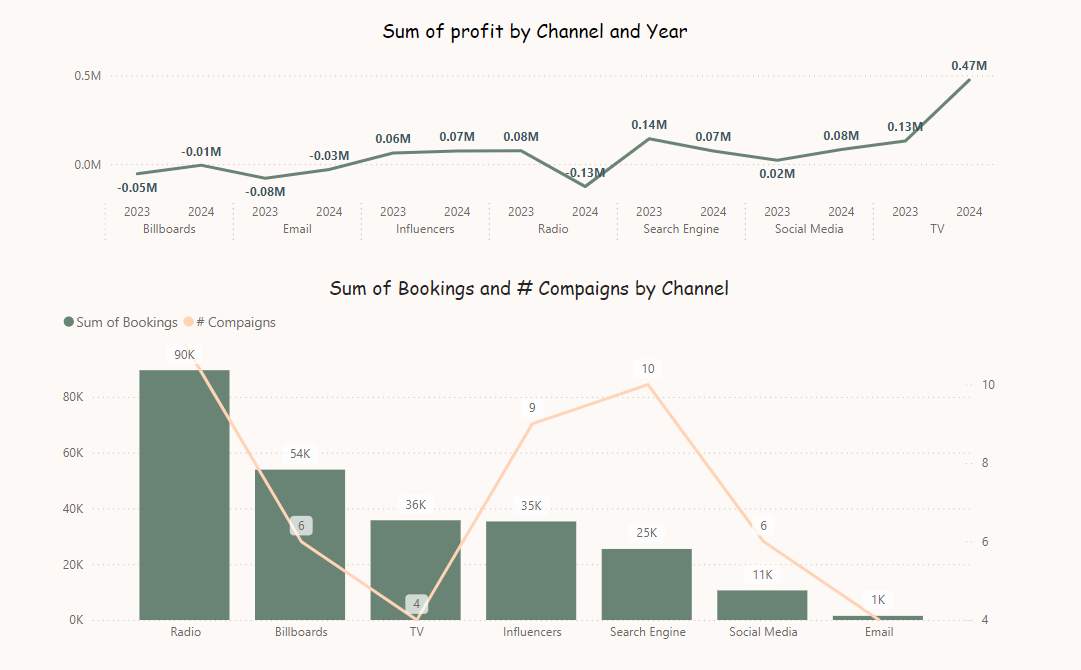 Sum of profit by Channel and Year
0.5M
0.0M
-0.05M
-0.01M
-0.08M
-0.03M
0.06M
0.07M
0.08M
-0.13M
0.14M
0.07M
0.02M
0.08M
0.13M
0.47M
2023 2024 2023 2024 2023 2024 2023 2024 2023 2024 2023 2024 2023 2024
Billboards Email Influencers Radio Search Engine Social Media TV
Sum of Bookings and # Compaigns by Channel
Sum of Bookings # Compaigns
80K
60K
40K
20K
0K
90K
54K
36K
35K
25K
11K
1K
6
4
9
10
6
10
8
6
4
Radio Billboards TV Influencers Search Engine Social Media Email